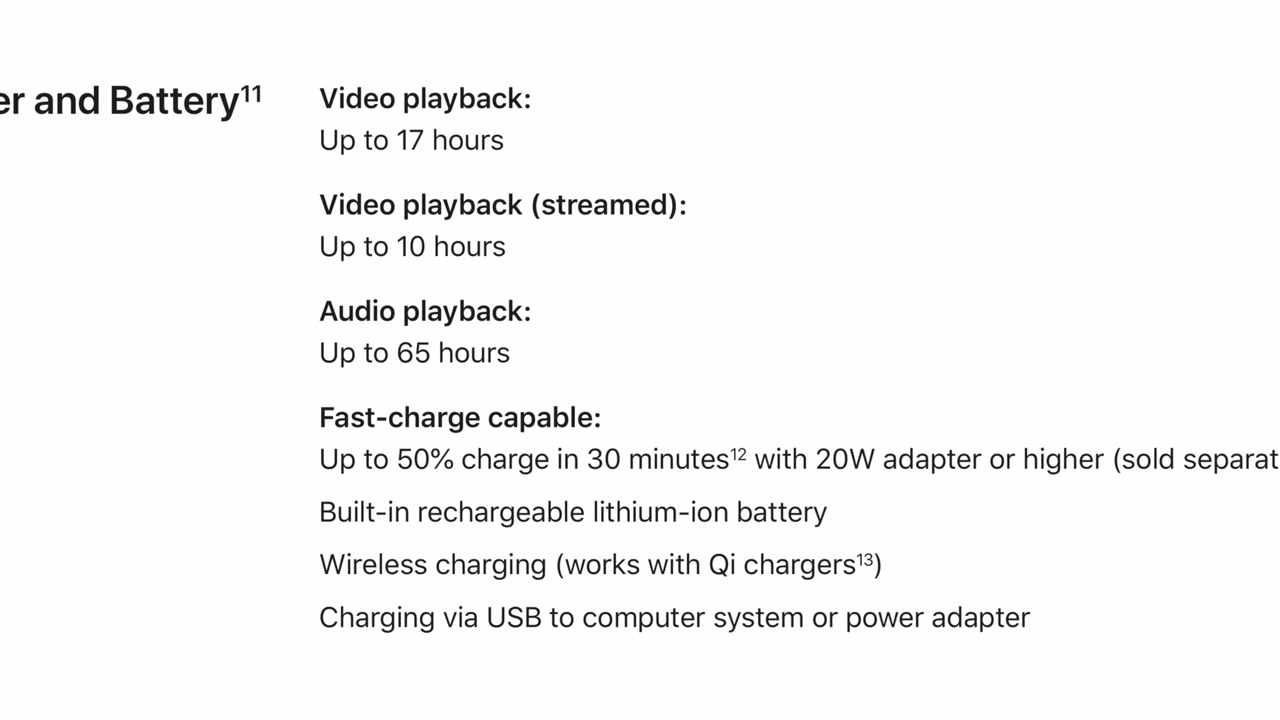 er and Battery¹¹
Video playback:
Up to 17 hours
Video playback (streamed):
Up to 10 hours
Audio playback:
Up to 65 hours
Fast-charge capable:
Up to 50% charge in 30 minutes¹² with 20W adapter or higher (sold separat
Built-in rechargeable lithium-ion battery
Wireless charging (works with Qi chargers¹³)
Charging via USB to computer system or power adapter